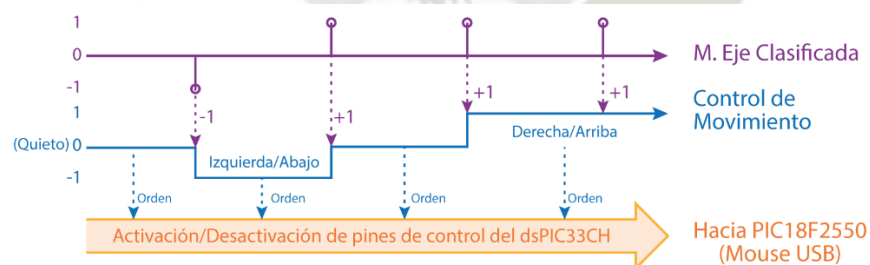 1
0
-1
M. Eje Clasificada
-1
+1
+1
+1
1
(Quieto) 0
-1
Control de
Movimiento
Izquierda/Abajo
Derecha/Arriba
Orden
Orden
Orden
Orden
Activación/Desactivación de pines de control del dsPIC33CH
Hacia PIC18F2550
(Mouse USB)